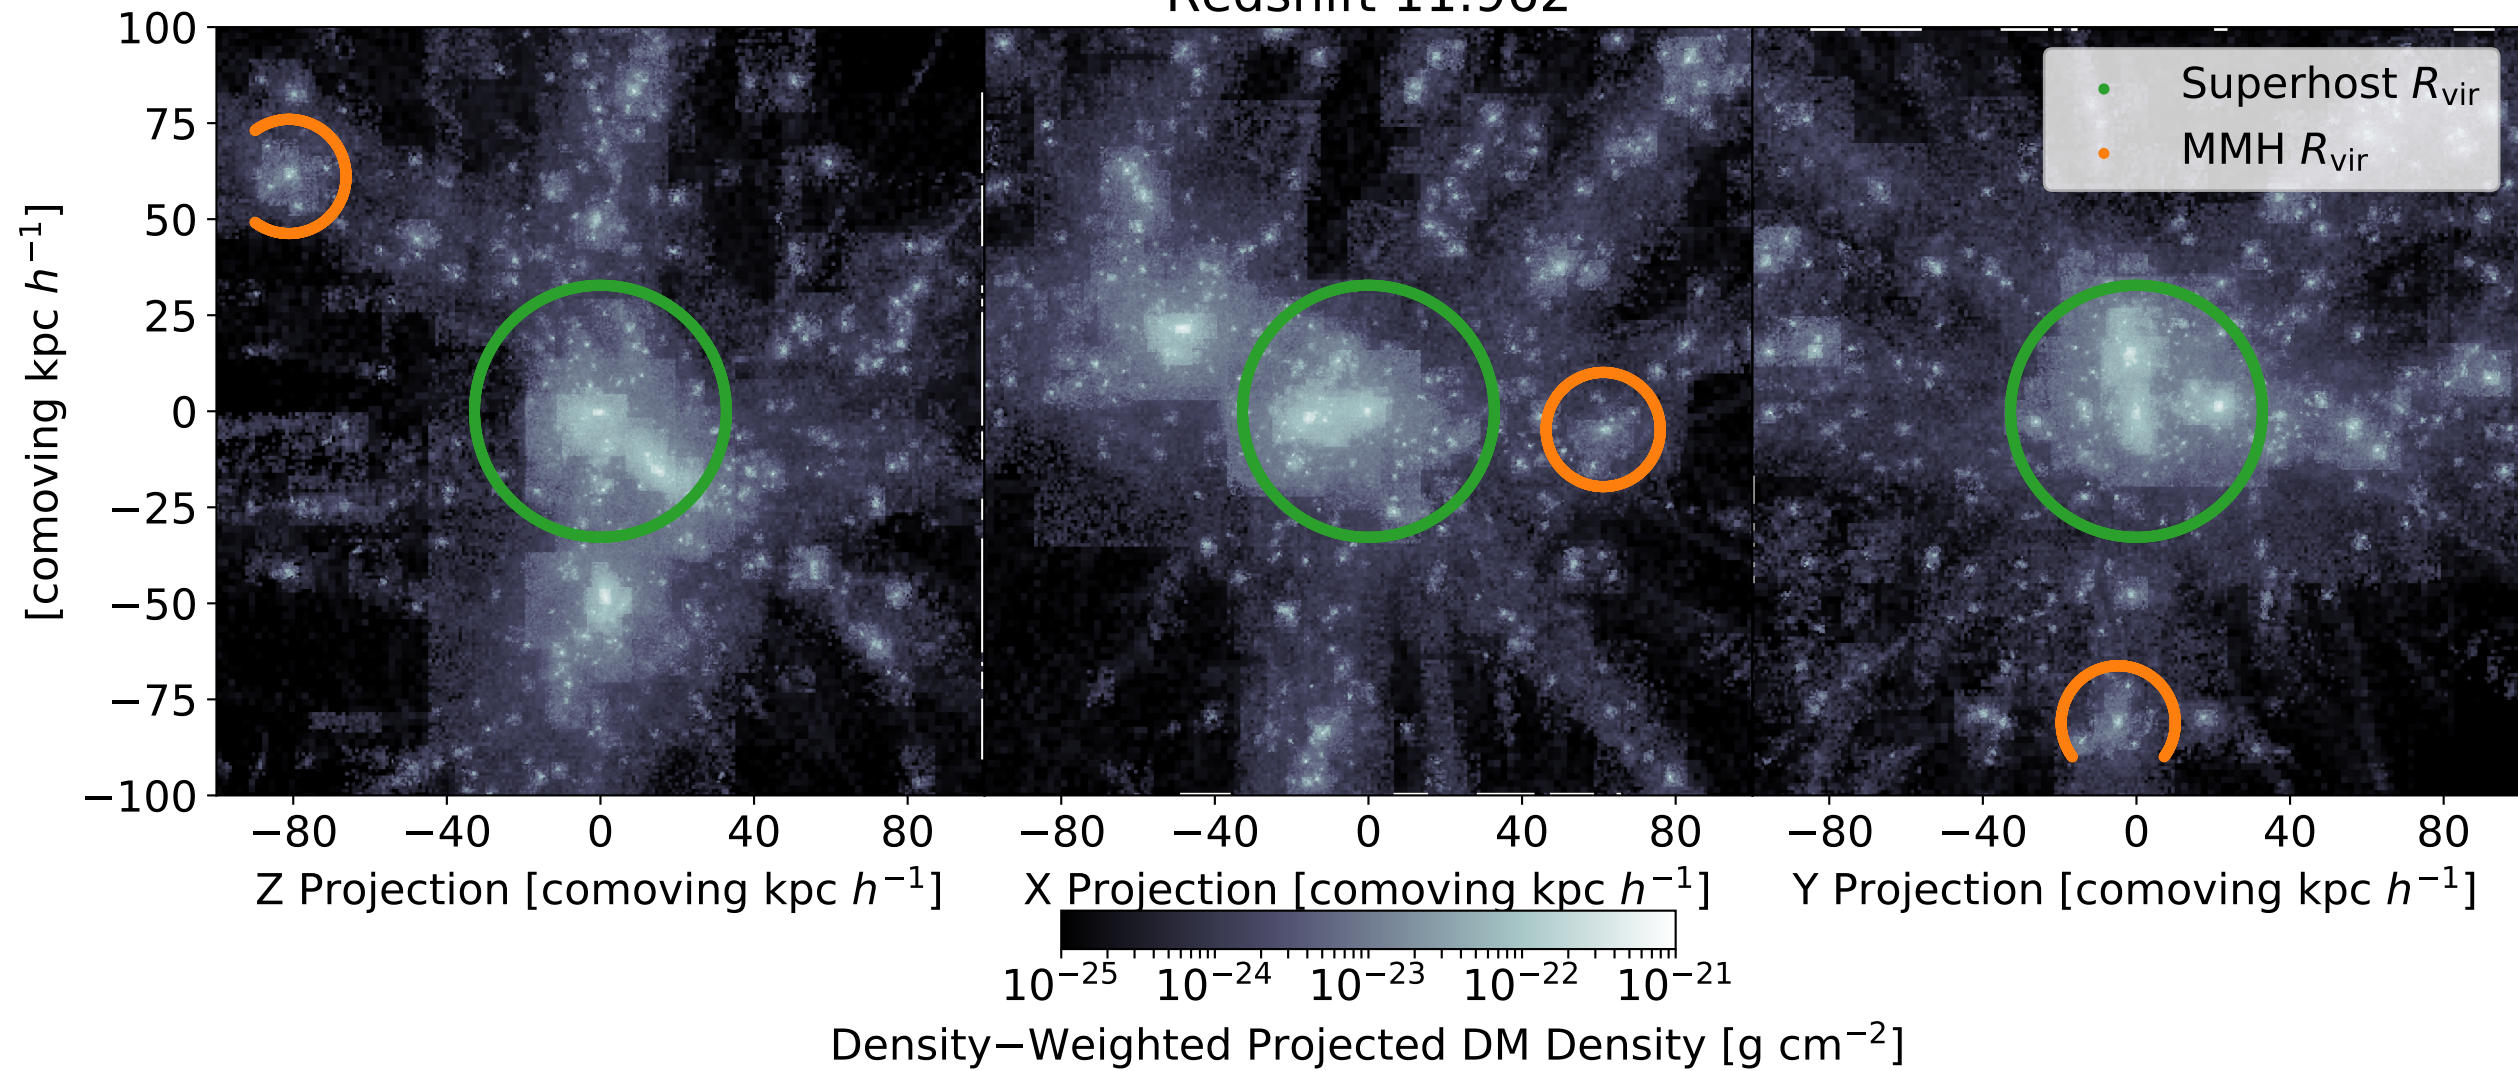 Redshift 11.962
Superhost Rvir
MMH Rvir
[comoving kpc h⁻¹]
100
75
50
25
0
−25
−50
−75
−100
−80 −40 0 40 80 −80 −40 0 40 80 −80 −40 0 40 80
Z Projection [comoving kpc h⁻¹] X Projection [comoving kpc h⁻¹] Y Projection [comoving kpc h⁻¹]
10⁻²⁵ 10⁻²⁴ 10⁻²³ 10⁻²² 10⁻²¹
Density−Weighted Projected DM Density [g cm⁻²]